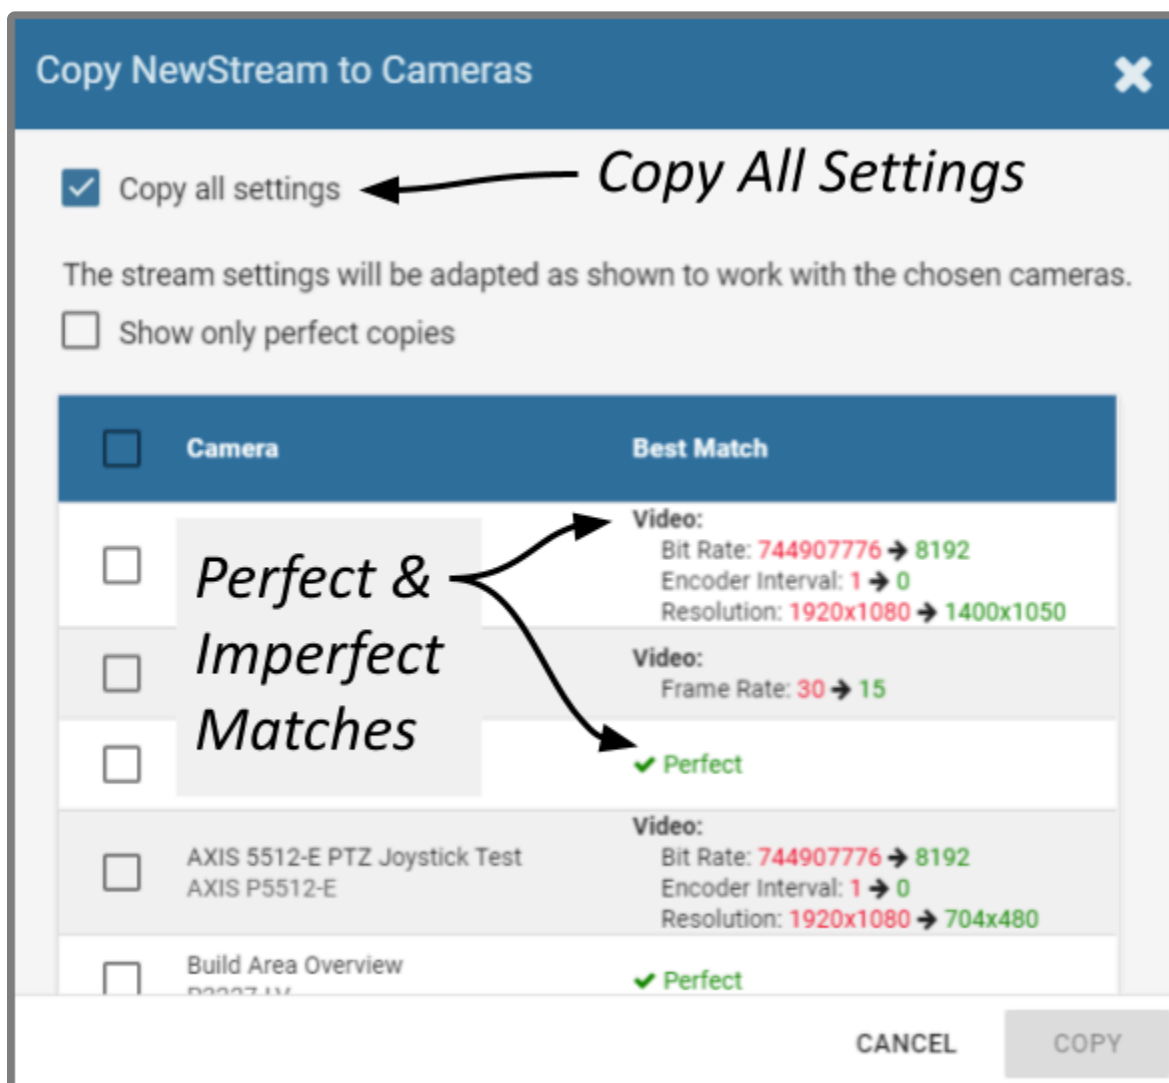 Copy NewStream to Cameras
Copy all settings
Copy All Settings
The stream settings will be adapted as shown to work with the chosen cameras.
Show only perfect copies
Camera Best Match
Perfect &
Imperfect
Matches
Video:
Bit Rate: 744907776 → 8192
Encoder Interval: 1 → 0
Resolution: 1920x1080 → 1400x1050
Video:
Frame Rate: 30 → 15
✔ Perfect
AXIS 5512-E PTZ Joystick Test
AXIS P5512-E
Video:
Bit Rate: 744907776 → 8192
Encoder Interval: 1 → 0
Resolution: 1920x1080 → 704x480
Build Area Overview
✔ Perfect
CANCEL COPY